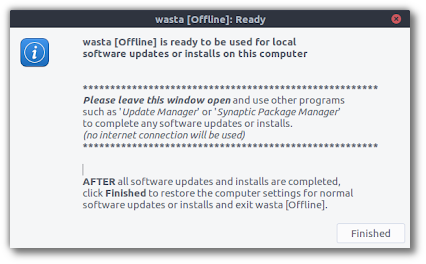 wasta [Offline]: Ready
wasta [Offline] is ready to be used for local
software updates or installs on this computer
*******************************************************
Please leave this window open and use other programs
such as 'Update Manager' or 'Synaptic Package Manager'
to complete any software updates or installs.
(no internet connection will be used)
*******************************************************
AFTER all software updates and installs are completed,
click Finished to restore the computer settings for normal
software updates or installs and exit wasta [Offline].
Finished